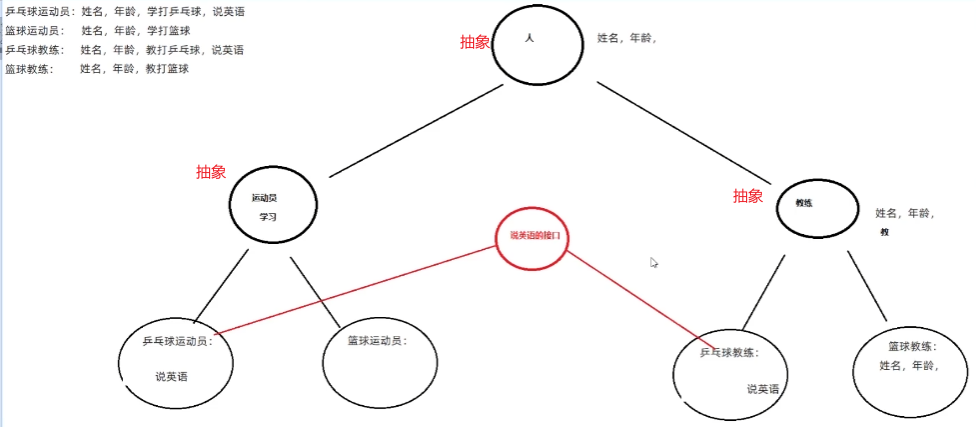 乒乓球运动员：姓名，年龄，学打乒乓球，说英语
篮球运动员： 姓名，年龄，学打篮球
乒乓球教练： 姓名，年龄，教打乒乓球，说英语
篮球教练： 姓名，年龄，教打篮球
抽象
人
姓名，年龄，
抽象
运动员
学习
抽象
教练
姓名，年龄，
教
说英语的接口
乒乓球运动员：
说英语
篮球运动员：
乒乓球教练：
说英语
篮球教练：
姓名，年龄，